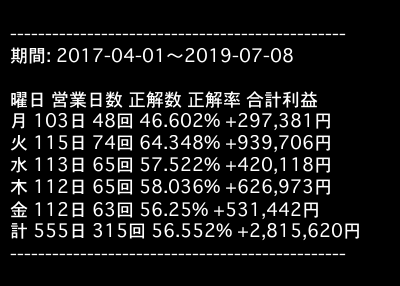 ------------------------------------------------
期間: 2017-04-01〜2019-07-08
曜日 営業日数 正解数 正解率 合計利益
月 103日 48回 46.602% +297,381円
火 115日 74回 64.348% +939,706円
水 113日 65回 57.522% +420,118円
木 112日 65回 58.036% +626,973円
金 112日 63回 56.25% +531,442円
計 555日 315回 56.552% +2,815,620円
------------------------------------------------